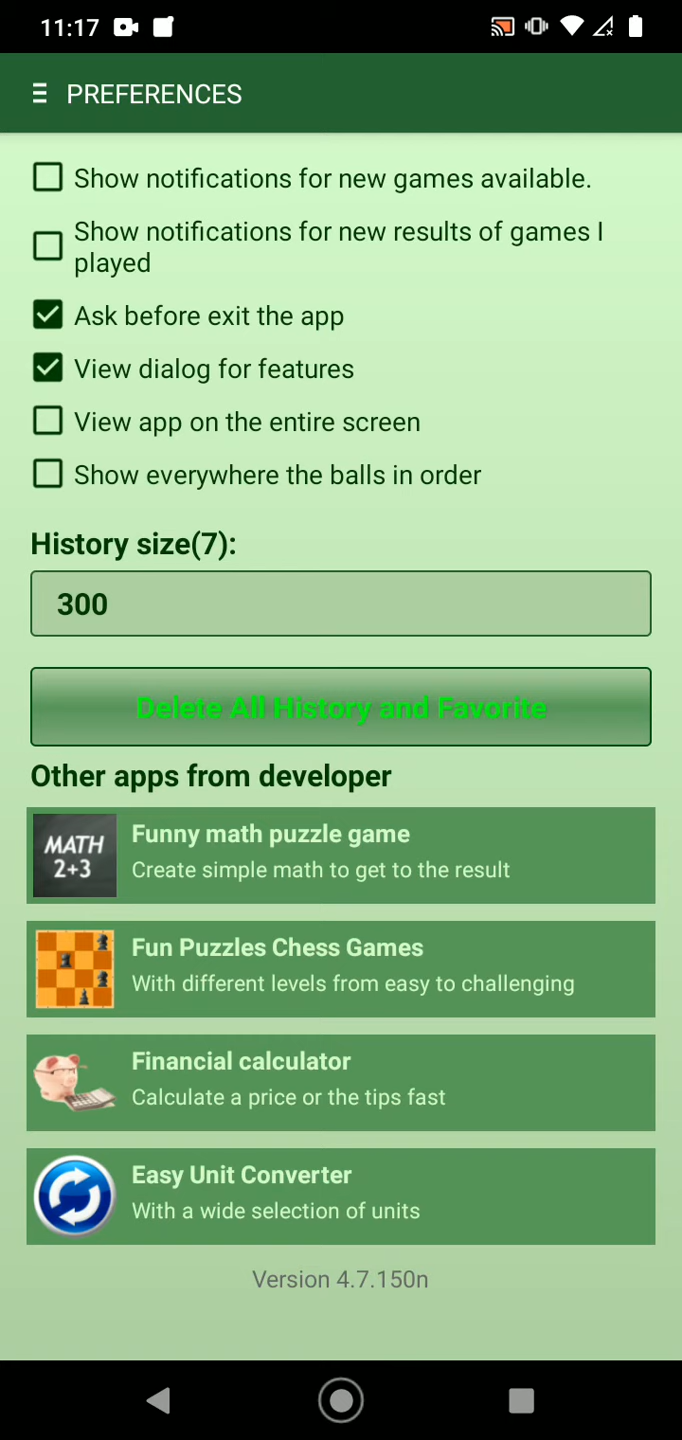 11:17
PREFERENCES
Show notifications for new games available.
Show notifications for new results of games I
played
Ask before exit the app
View dialog for features
View app on the entire screen
Show everywhere the balls in order
History size(7):
300
Delete All History and Favorite
Other apps from developer
MATH
2+3
Funny math puzzle game
Create simple math to get to the result
Fun Puzzles Chess Games
With different levels from easy to challenging
Financial calculator
Calculate a price or the tips fast
Easy Unit Converter
With a wide selection of units
Version 4.7.150n